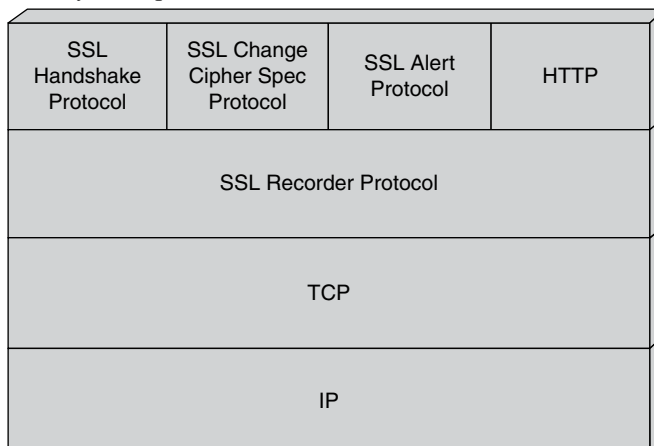 SSL
Handshake
Protocol
SSL Change
Cipher Spec
Protocol
SSL Alert
Protocol
HTTP
SSL Recorder Protocol
TCP
IP